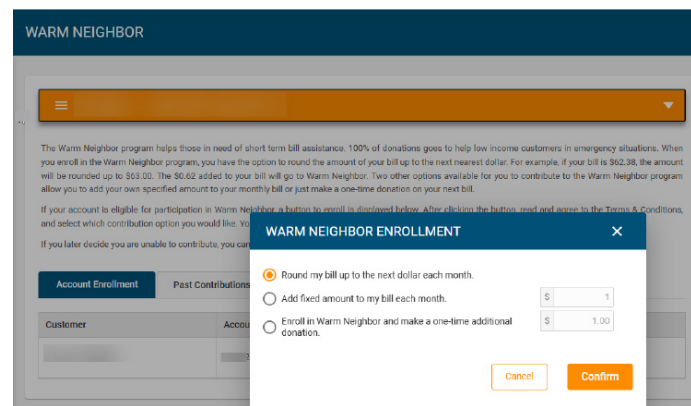 WARM NEIGHBOR
The Warm Neighbor program helps those in need of short term bill assistance. 100% of donations goes to help low income customers in emergency situations. When
you enroll in the Warm Neighbor program, you have the option to round the amount of your bill up to the next nearest dollar. For example, if your bill is $62.38, the amount
will be rounded up to $63.00. The $0.62 added to your bill will go to Warm Neighbor. Two other options available for you to contribute to the Warm Neighbor program
allow you to add your own specified amount to your monthly bill or just make a one-time donation on your next bill.
If your account is eligible for participation in Warm Neighbor, a button to enroll is displayed below. After clicking the button, read and agree to the Terms & Conditions,
and select which contribution option you would like.
If you later decide you are unable to contribute, you can
WARM NEIGHBOR ENROLLMENT
Round my bill up to the next dollar each month.
Add fixed amount to my bill each month. $ 1
Enroll in Warm Neighbor and make a one-time additional $ 1.00
donation.
Cancel Confirm
Account Enrollment Past Contributions
Customer